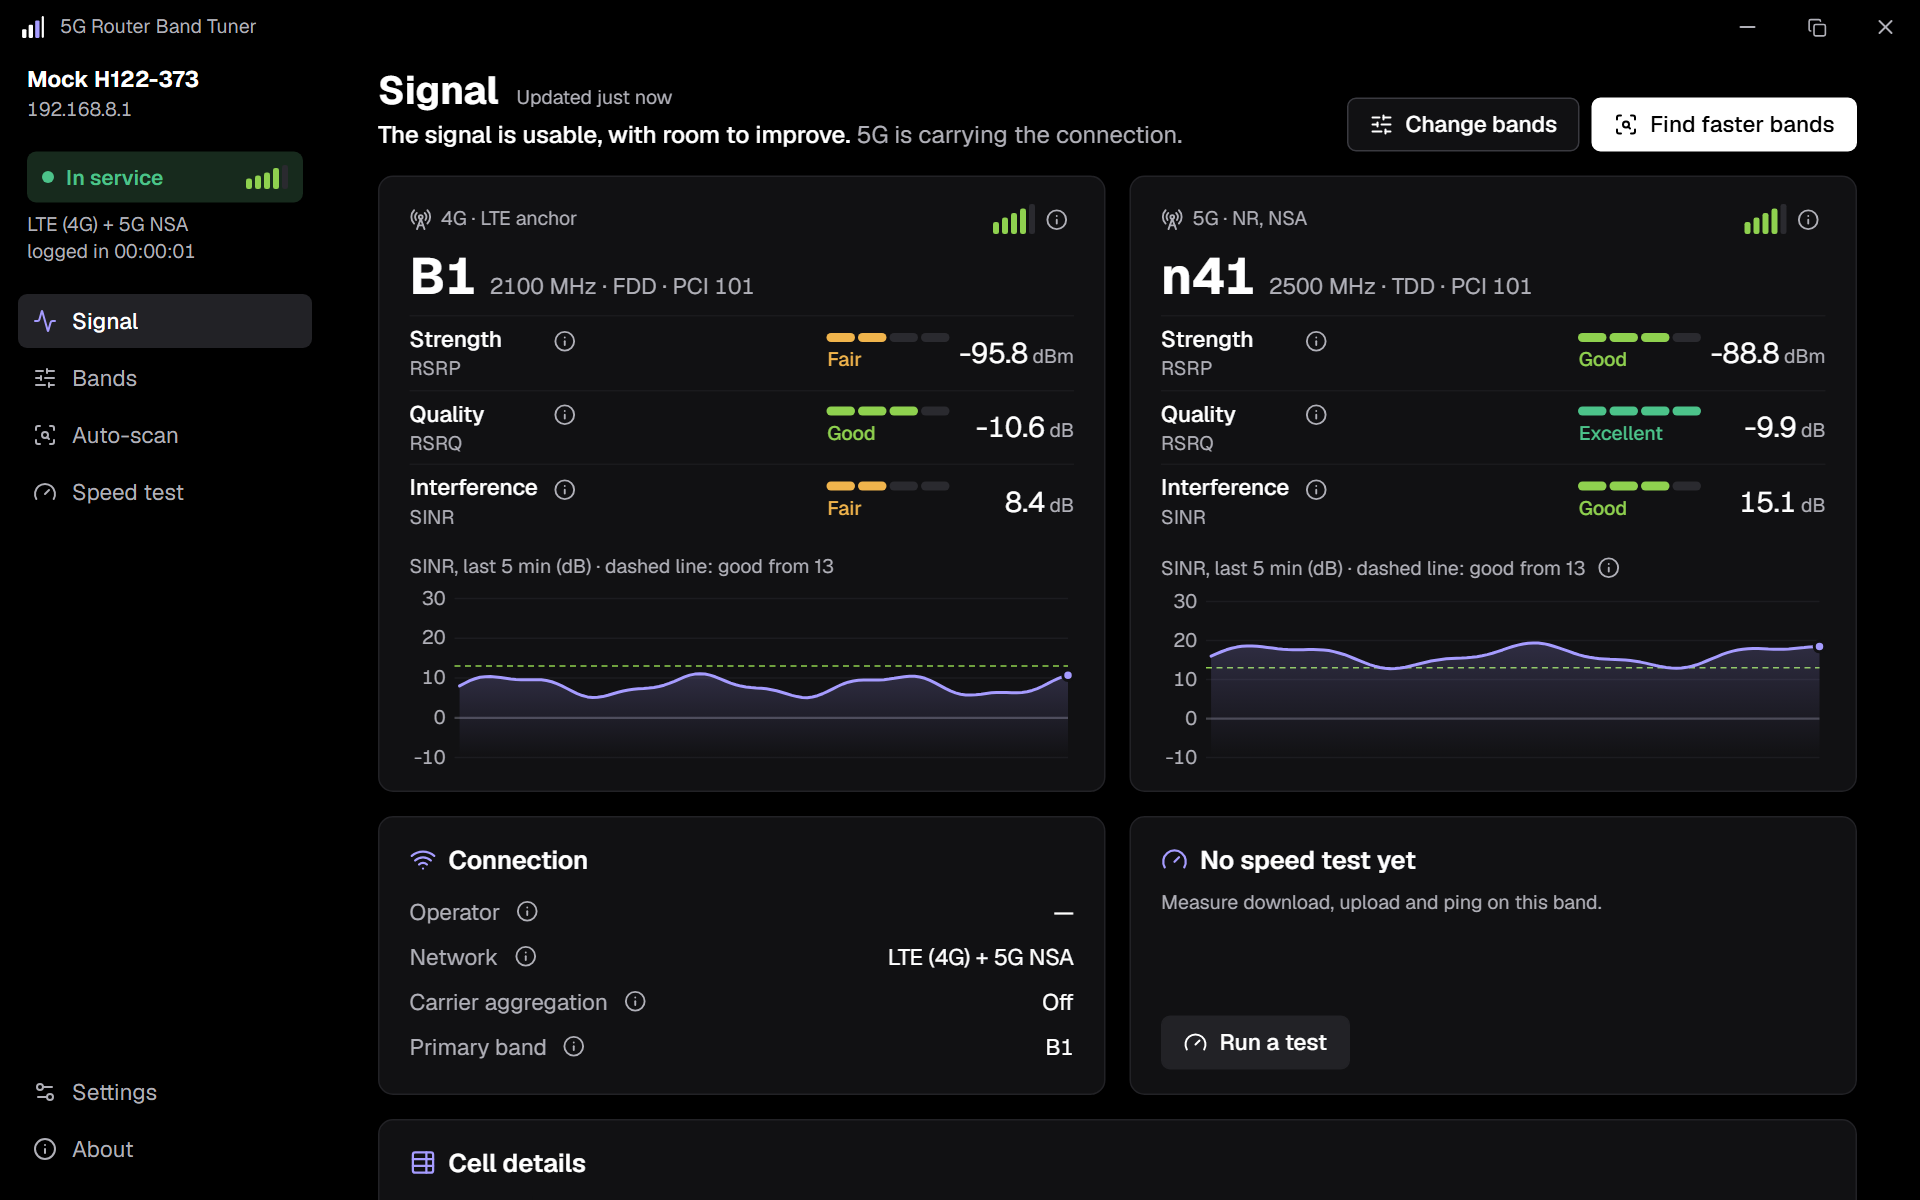 5G Router Band Tuner
Mock H122-373
192.168.8.1
In service
LTE (4G) + 5G NSA
logged in 00:00:01
Signal
Bands
Auto-scan
Speed test
Settings
About
Signal Updated just now
The signal is usable, with room to improve. 5G is carrying the connection.
Change bands
Find faster bands
4G · LTE anchor
B1 2100 MHz · FDD · PCI 101
Strength
RSRP
Fair
-95.8 dBm
Quality
RSRQ
Good
-10.6 dB
Interference
SINR
Fair
8.4 dB
SINR, last 5 min (dB) · dashed line: good from 13
30
20
10
0
-10
5G · NR, NSA
n41 2500 MHz · TDD · PCI 101
Strength
RSRP
Good
-88.8 dBm
Quality
RSRQ
Excellent
-9.9 dB
Interference
SINR
Good
15.1 dB
SINR, last 5 min (dB) · dashed line: good from 13
30
20
10
0
-10
Connection
Operator —
Network LTE (4G) + 5G NSA
Carrier aggregation Off
Primary band B1
No speed test yet
Measure download, upload and ping on this band.
Run a test
Cell details